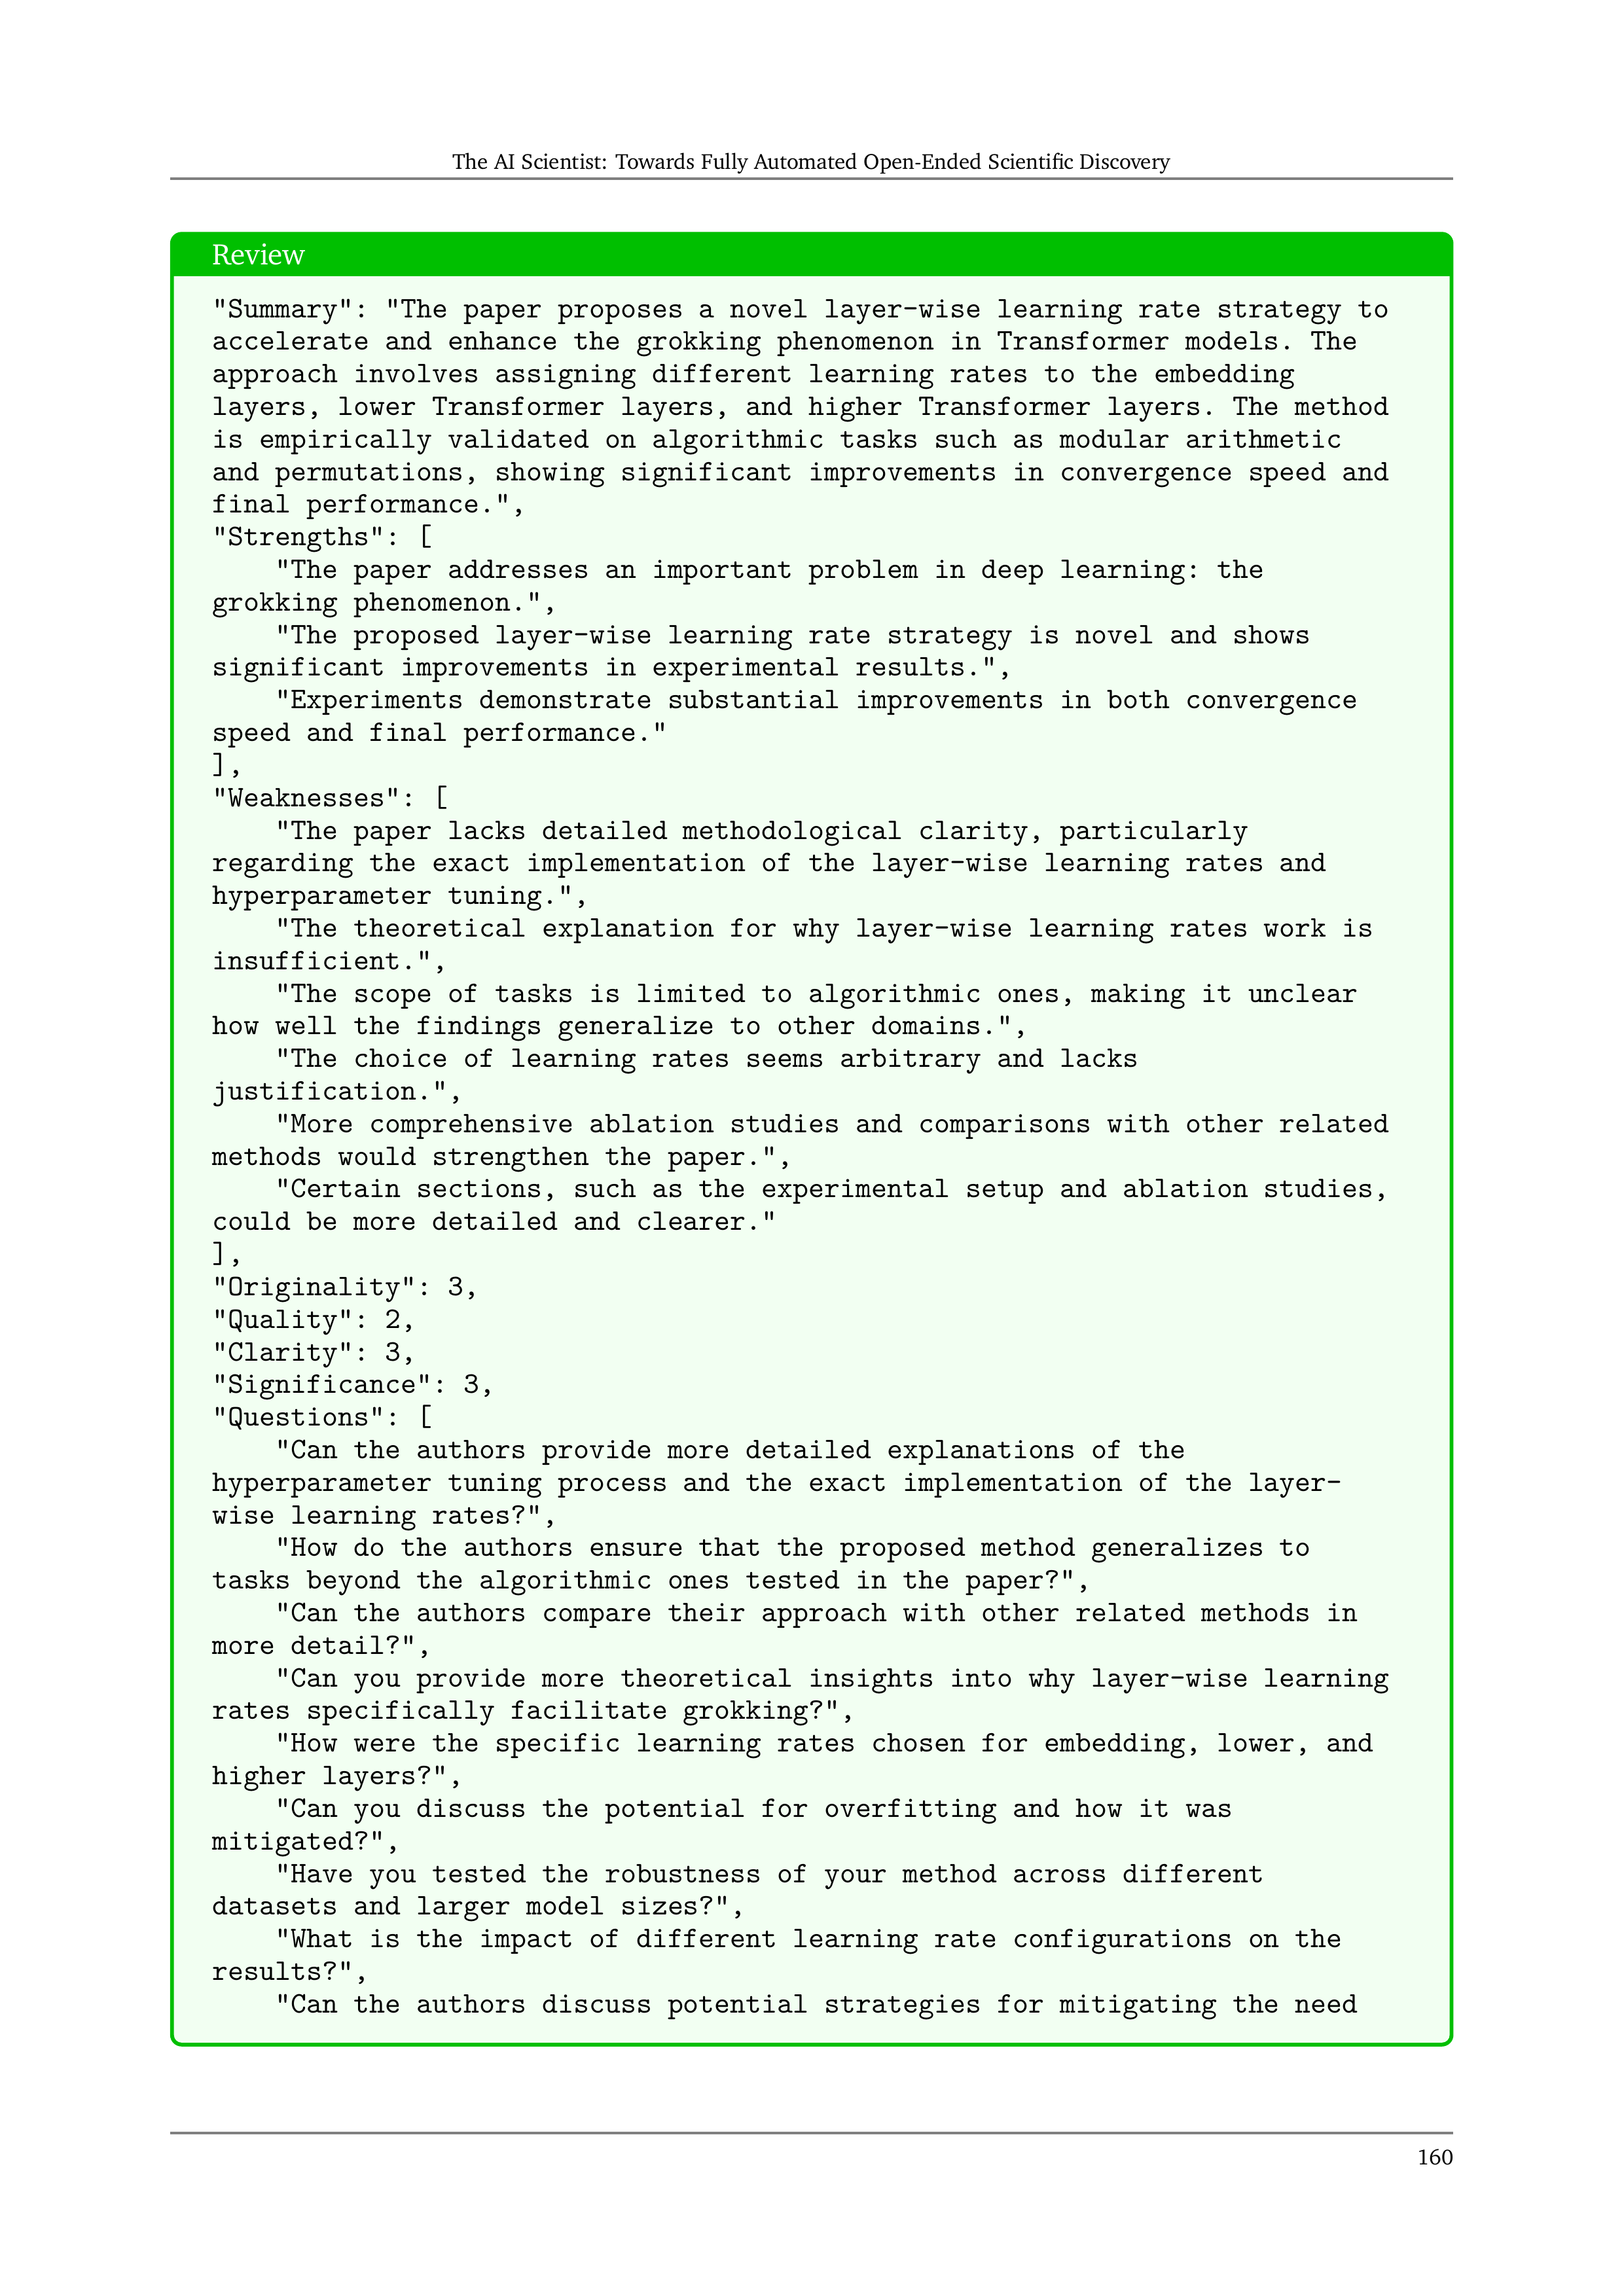 The AI Scientist: Towards Fully Automated Open-Ended Scientific Discovery
Review
"Summary": "The paper proposes a novel layer-wise learning rate strategy to
accelerate and enhance the grokking phenomenon in Transformer models. The
approach involves assigning different learning rates to the embedding
layers, lower Transformer layers, and higher Transformer layers. The method
is empirically validated on algorithmic tasks such as modular arithmetic
and permutations, showing significant improvements in convergence speed and
final performance.",
"Strengths": [
    "The paper addresses an important problem in deep learning: the
grokking phenomenon.",
    "The proposed layer-wise learning rate strategy is novel and shows
significant improvements in experimental results.",
    "Experiments demonstrate substantial improvements in both convergence
speed and final performance."
],
"Weaknesses": [
    "The paper lacks detailed methodological clarity, particularly
regarding the exact implementation of the layer-wise learning rates and
hyperparameter tuning.",
    "The theoretical explanation for why layer-wise learning rates work is
insufficient.",
    "The scope of tasks is limited to algorithmic ones, making it unclear
how well the findings generalize to other domains.",
    "The choice of learning rates seems arbitrary and lacks
justification.",
    "More comprehensive ablation studies and comparisons with other related
methods would strengthen the paper.",
    "Certain sections, such as the experimental setup and ablation studies,
could be more detailed and clearer."
],
"Originality": 3,
"Quality": 2,
"Clarity": 3,
"Significance": 3,
"Questions": [
    "Can the authors provide more detailed explanations of the
hyperparameter tuning process and the exact implementation of the layer-
wise learning rates?",
    "How do the authors ensure that the proposed method generalizes to
tasks beyond the algorithmic ones tested in the paper?",
    "Can the authors compare their approach with other related methods in
more detail?",
    "Can you provide more theoretical insights into why layer-wise learning
rates specifically facilitate grokking?",
    "How were the specific learning rates chosen for embedding, lower, and
higher layers?",
    "Can you discuss the potential for overfitting and how it was
mitigated?",
    "Have you tested the robustness of your method across different
datasets and larger model sizes?",
    "What is the impact of different learning rate configurations on the
results?",
    "Can the authors discuss potential strategies for mitigating the need
160